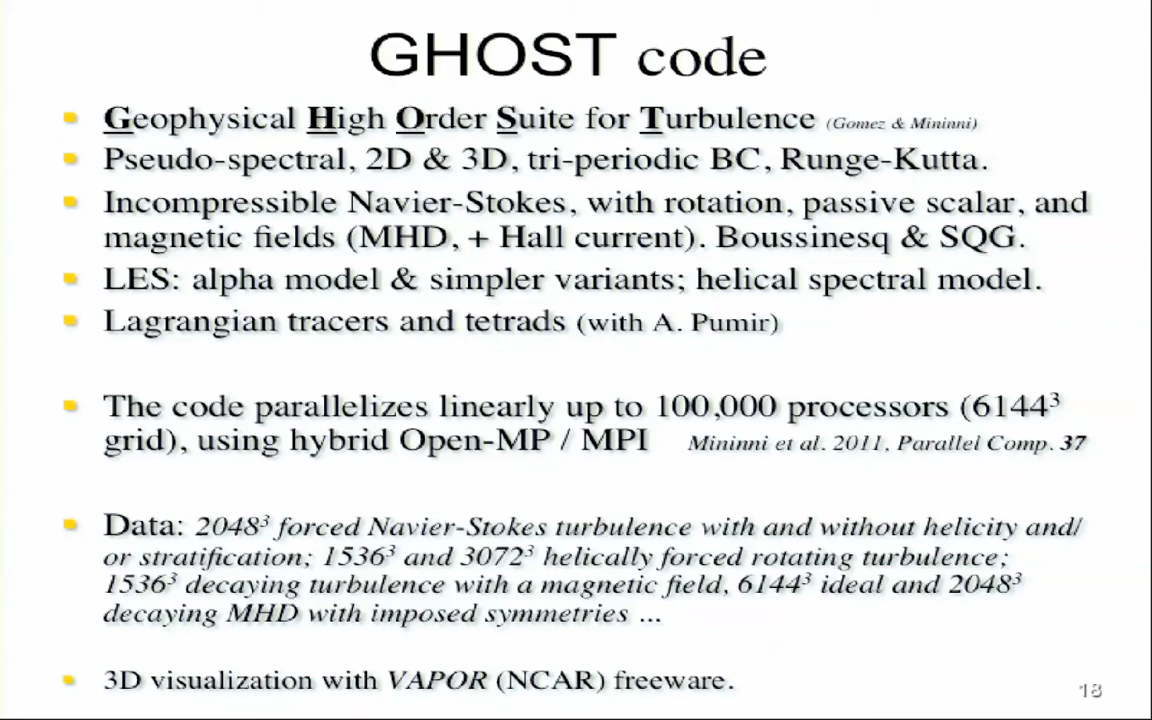 GHOST code
Geophysical High Order Suite for Turbulence (Gomez & Mininni)
Pseudo-spectral, 2D & 3D, tri-periodic BC, Runge-Kutta.
Incompressible Navier-Stokes, with rotation, passive scalar, and
magnetic fields (MHD, + Hall current). Boussinesq & SQG.
LES: alpha model & simpler variants; helical spectral model.
Lagrangian tracers and tetrads (with A. Pumir)
The code parallelizes linearly up to 100,000 processors (6144³
grid), using hybrid Open-MP / MPI Mininni et al. 2011, Parallel Comp. 37
Data: 2048³ forced Navier-Stokes turbulence with and without helicity and/
or stratification; 1536³ and 3072³ helically forced rotating turbulence;
1536³ decaying turbulence with a magnetic field, 6144³ ideal and 2048³
decaying MHD with imposed symmetries ...
3D visualization with VAPOR (NCAR) freeware.
18